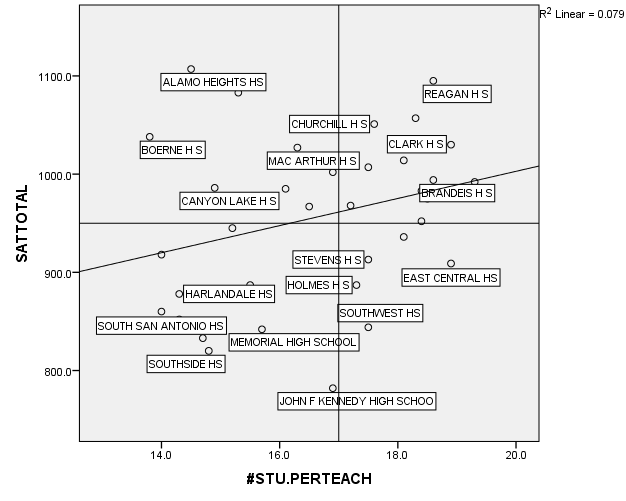 R2 Linear = 0.079
1100.0
ALAMO HEIGHTS HS
REAGAN H S
CHURCHILL H S
CLARK H S
BOERNE H S
MAC ARTHUR H S
1000.0
CANYON LAKE H S
BRANDEIS H S
SATTOTAL
STEVENS H S
900.0
EAST CENTRAL HS
HARLANDALE HS
HOLMES H S
SOUTHWEST HS
SOUTH SAN ANTONIO HS
MEMORIAL HIGH SCHOOL
SOUTHSIDE HS
800.0
JOHN F KENNEDY HIGH SCHOO
14.0 16.0 18.0 20.0
#STU.PERTEACH